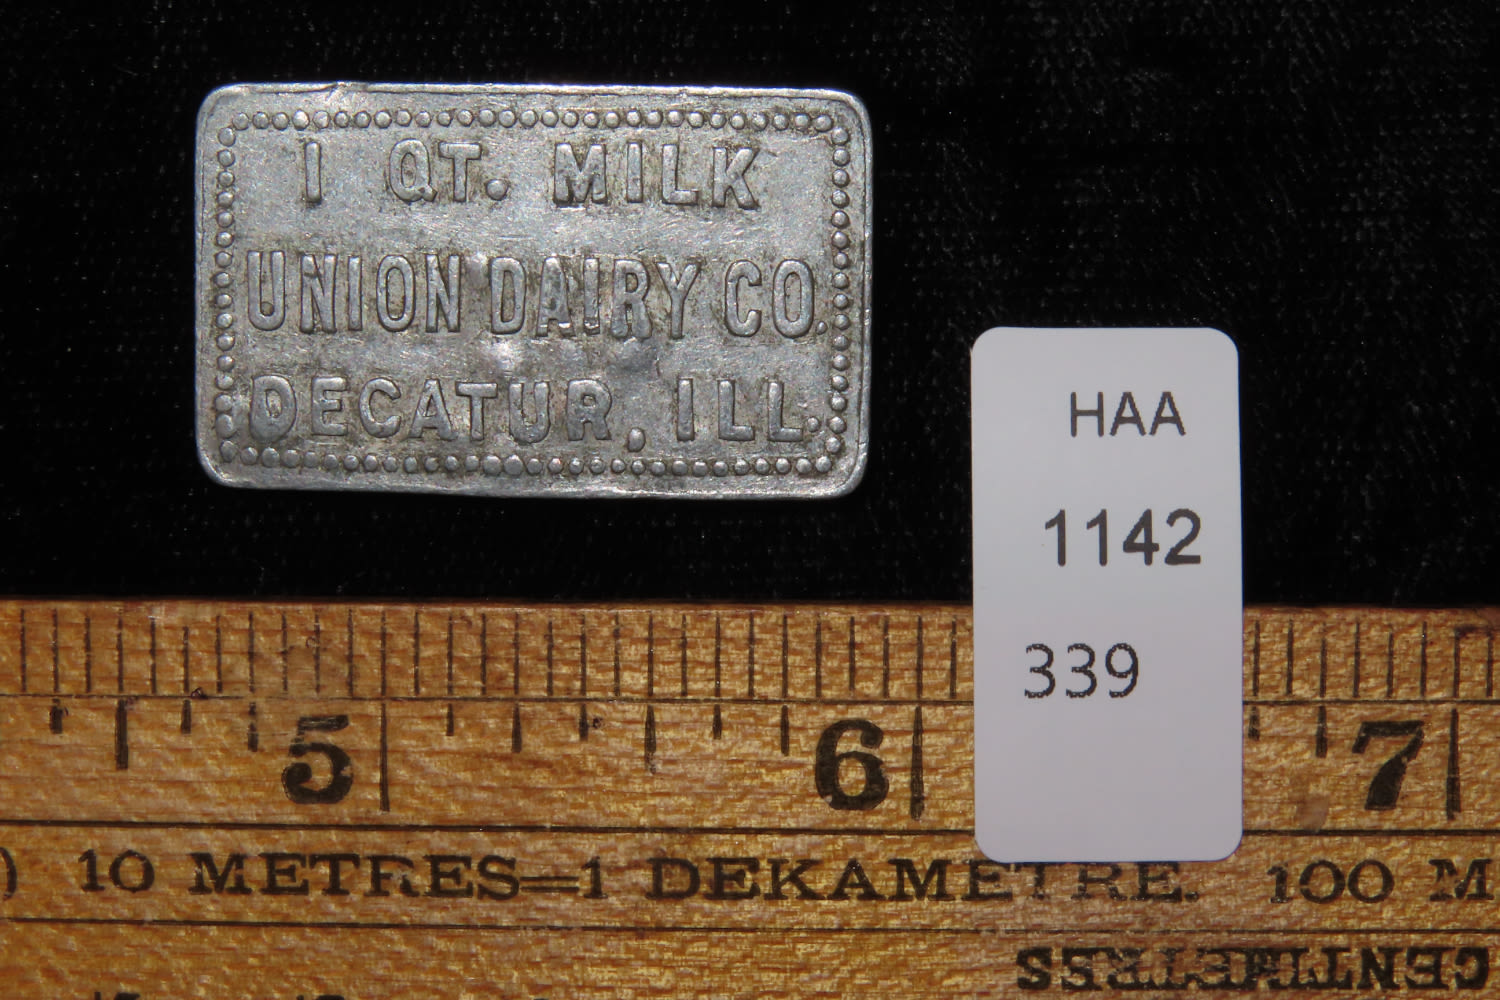 1 QT. MILK
UNION DAIRY CO.
DECATUR, ILL.
HAA
1142
339
5 6 7
) 10 METRES=1 DEKAMETRE. 100 M
CENTIMETRES